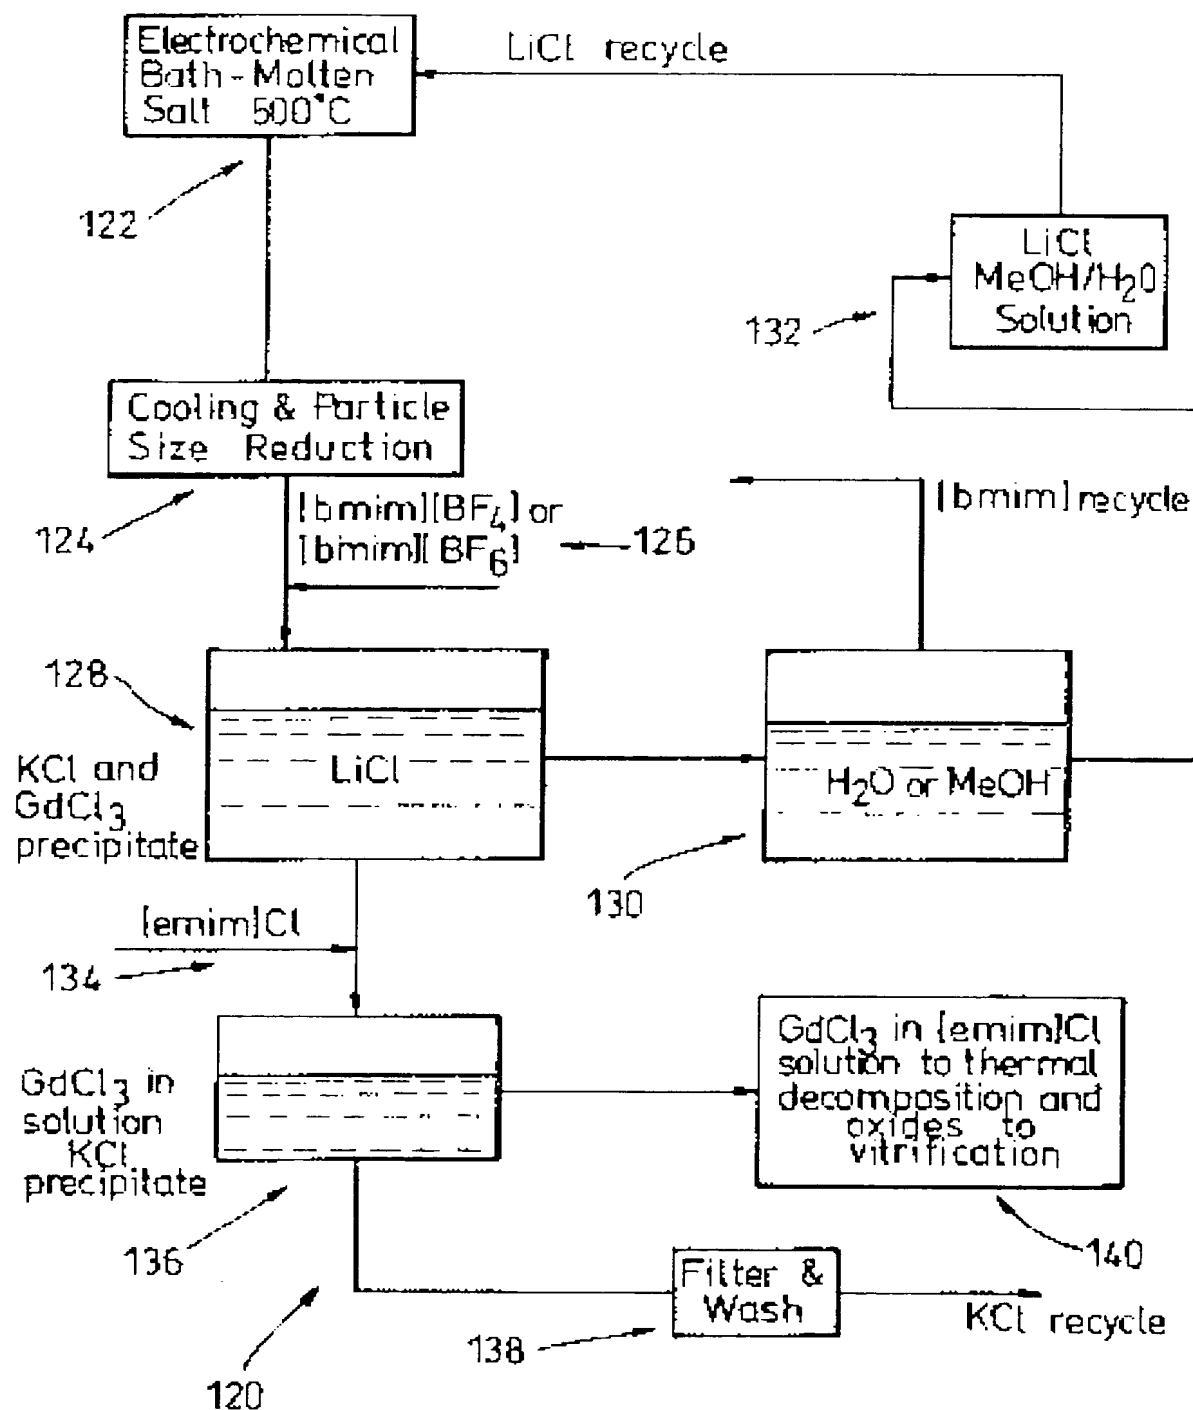 Electrochemical
Bath-Molten
Salt 500°C
LiCl recycle
122
LiCl
MeOH/H2O
Solution
132
Cooling & Particle
Size Reduction
124
[bmim][BF4] or
[bmim][BF6]
126
[bmim] recycle
128
KCl and
GdCl3
precipitate
LiCl
H2O or MeOH
130
[emim]Cl
134
GdCl3 in
solution
KCl
precipitate
GdCl3 in [emim]Cl
solution to thermal
decomposition and
oxides to
vitrification
136
140
Filter &
Wash
KCl recycle
138
120